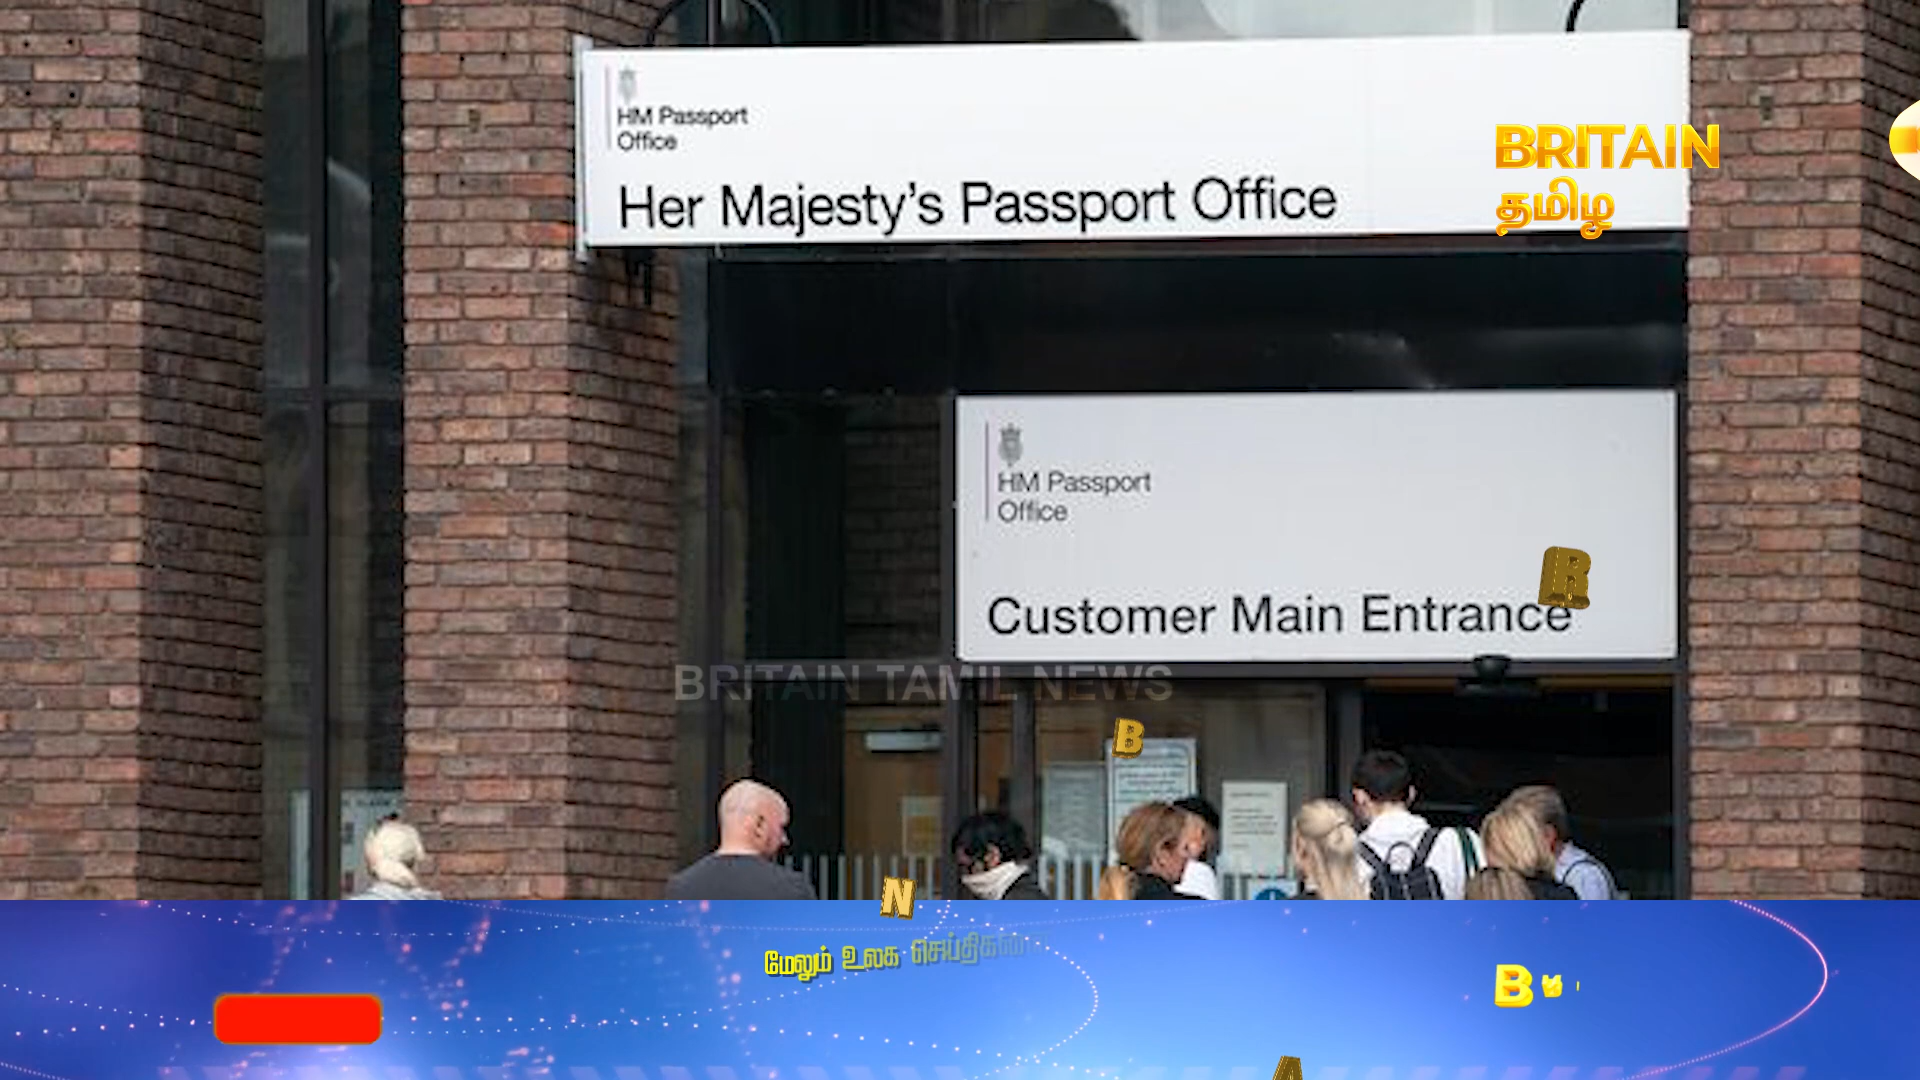 HM Passport
Office
Her Majesty's Passport Office
BRITAIN
தமிழ்
HM Passport
Office
Customer Main Entrance
R
BRITAIN TAMIL NEWS
B
N
மேலும் உலக செய்திகளை
B
A